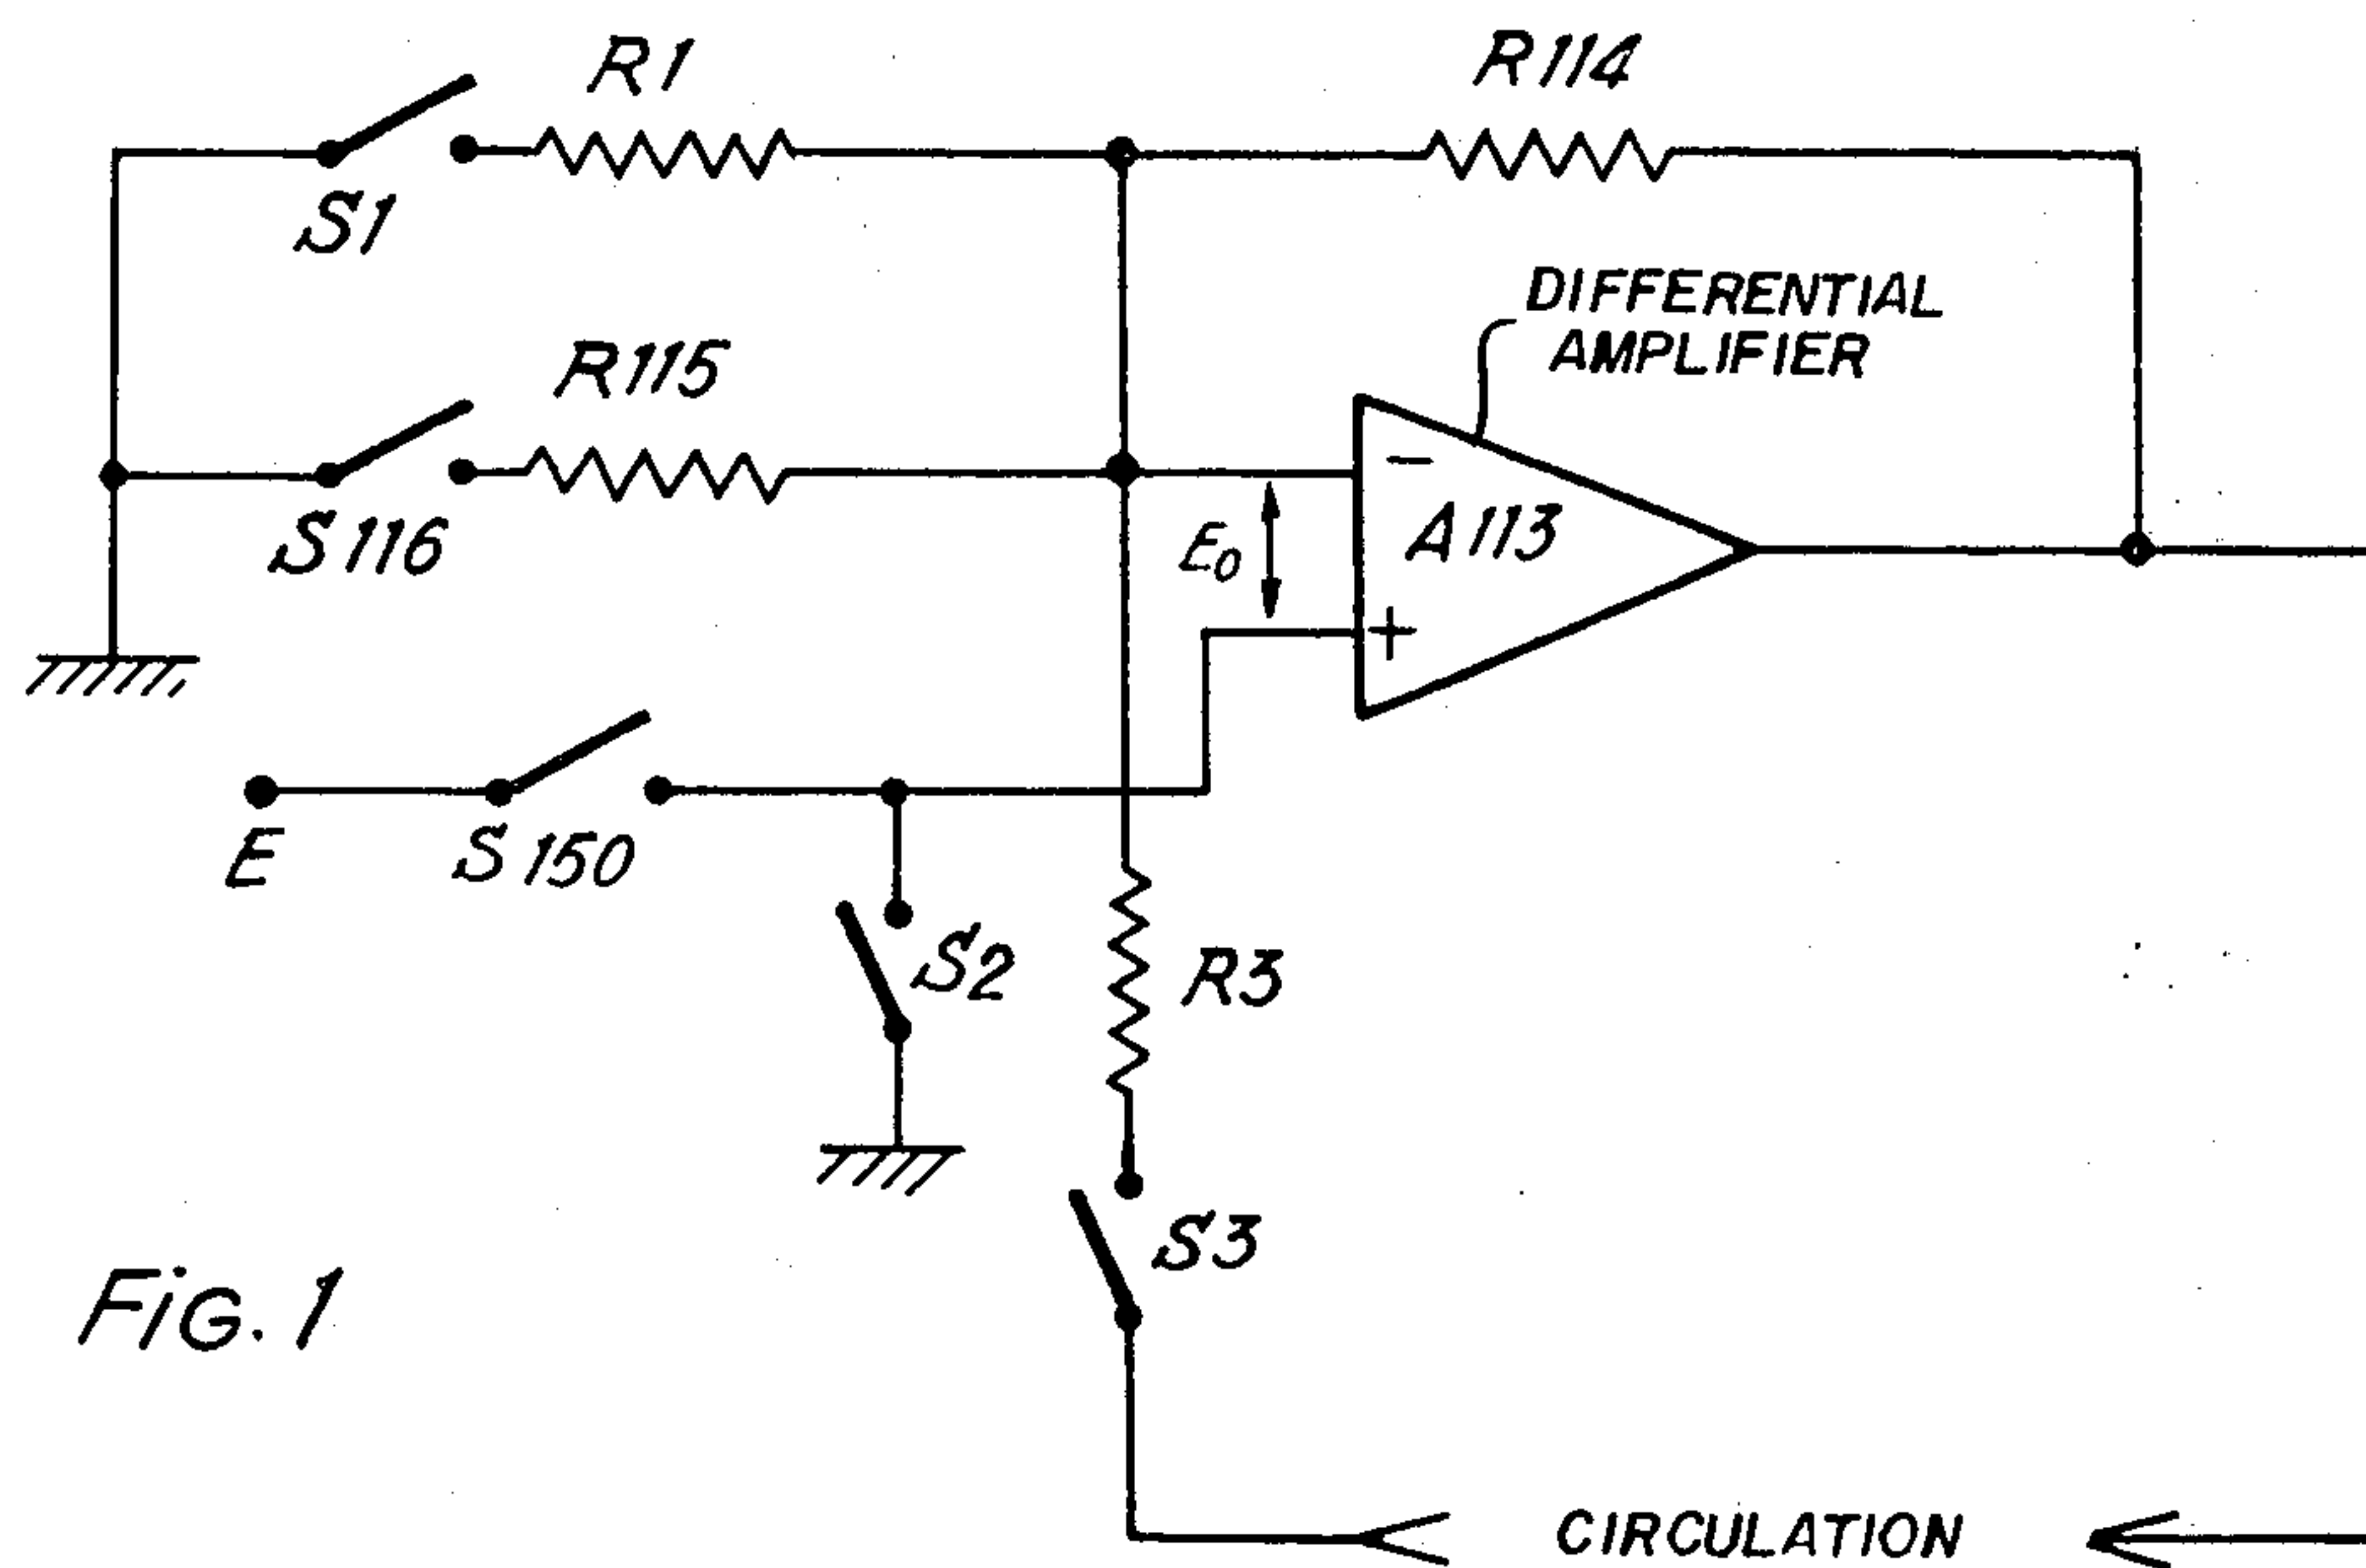 R1
R114
S1
DIFFERENTIAL
AMPLIFIER
R115
-
S116
E0
A113
+
E
S150
S2
R3
S3
FIG. 1
CIRCULATION